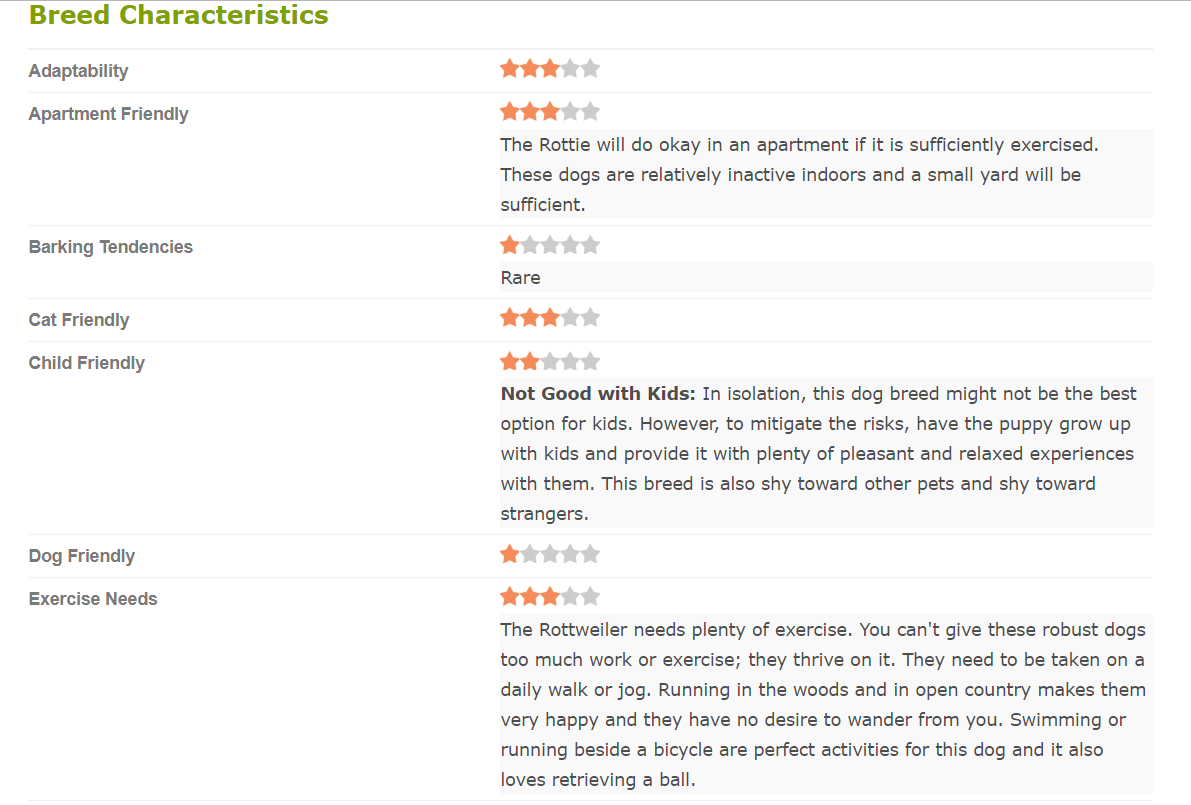 Breed Characteristics
Adaptability
Apartment Friendly
The Rottie will do okay in an apartment if it is sufficiently exercised.
These dogs are relatively inactive indoors and a small yard will be
sufficient.
Barking Tendencies
Rare
Cat Friendly
Child Friendly
Not Good with Kids: In isolation, this dog breed might not be the best
option for kids. However, to mitigate the risks, have the puppy grow up
with kids and provide it with plenty of pleasant and relaxed experiences
with them. This breed is also shy toward other pets and shy toward
strangers.
Dog Friendly
Exercise Needs
The Rottweiler needs plenty of exercise. You can't give these robust dogs
too much work or exercise; they thrive on it. They need to be taken on a
daily walk or jog. Running in the woods and in open country makes them
very happy and they have no desire to wander from you. Swimming or
running beside a bicycle are perfect activities for this dog and it also
loves retrieving a ball.